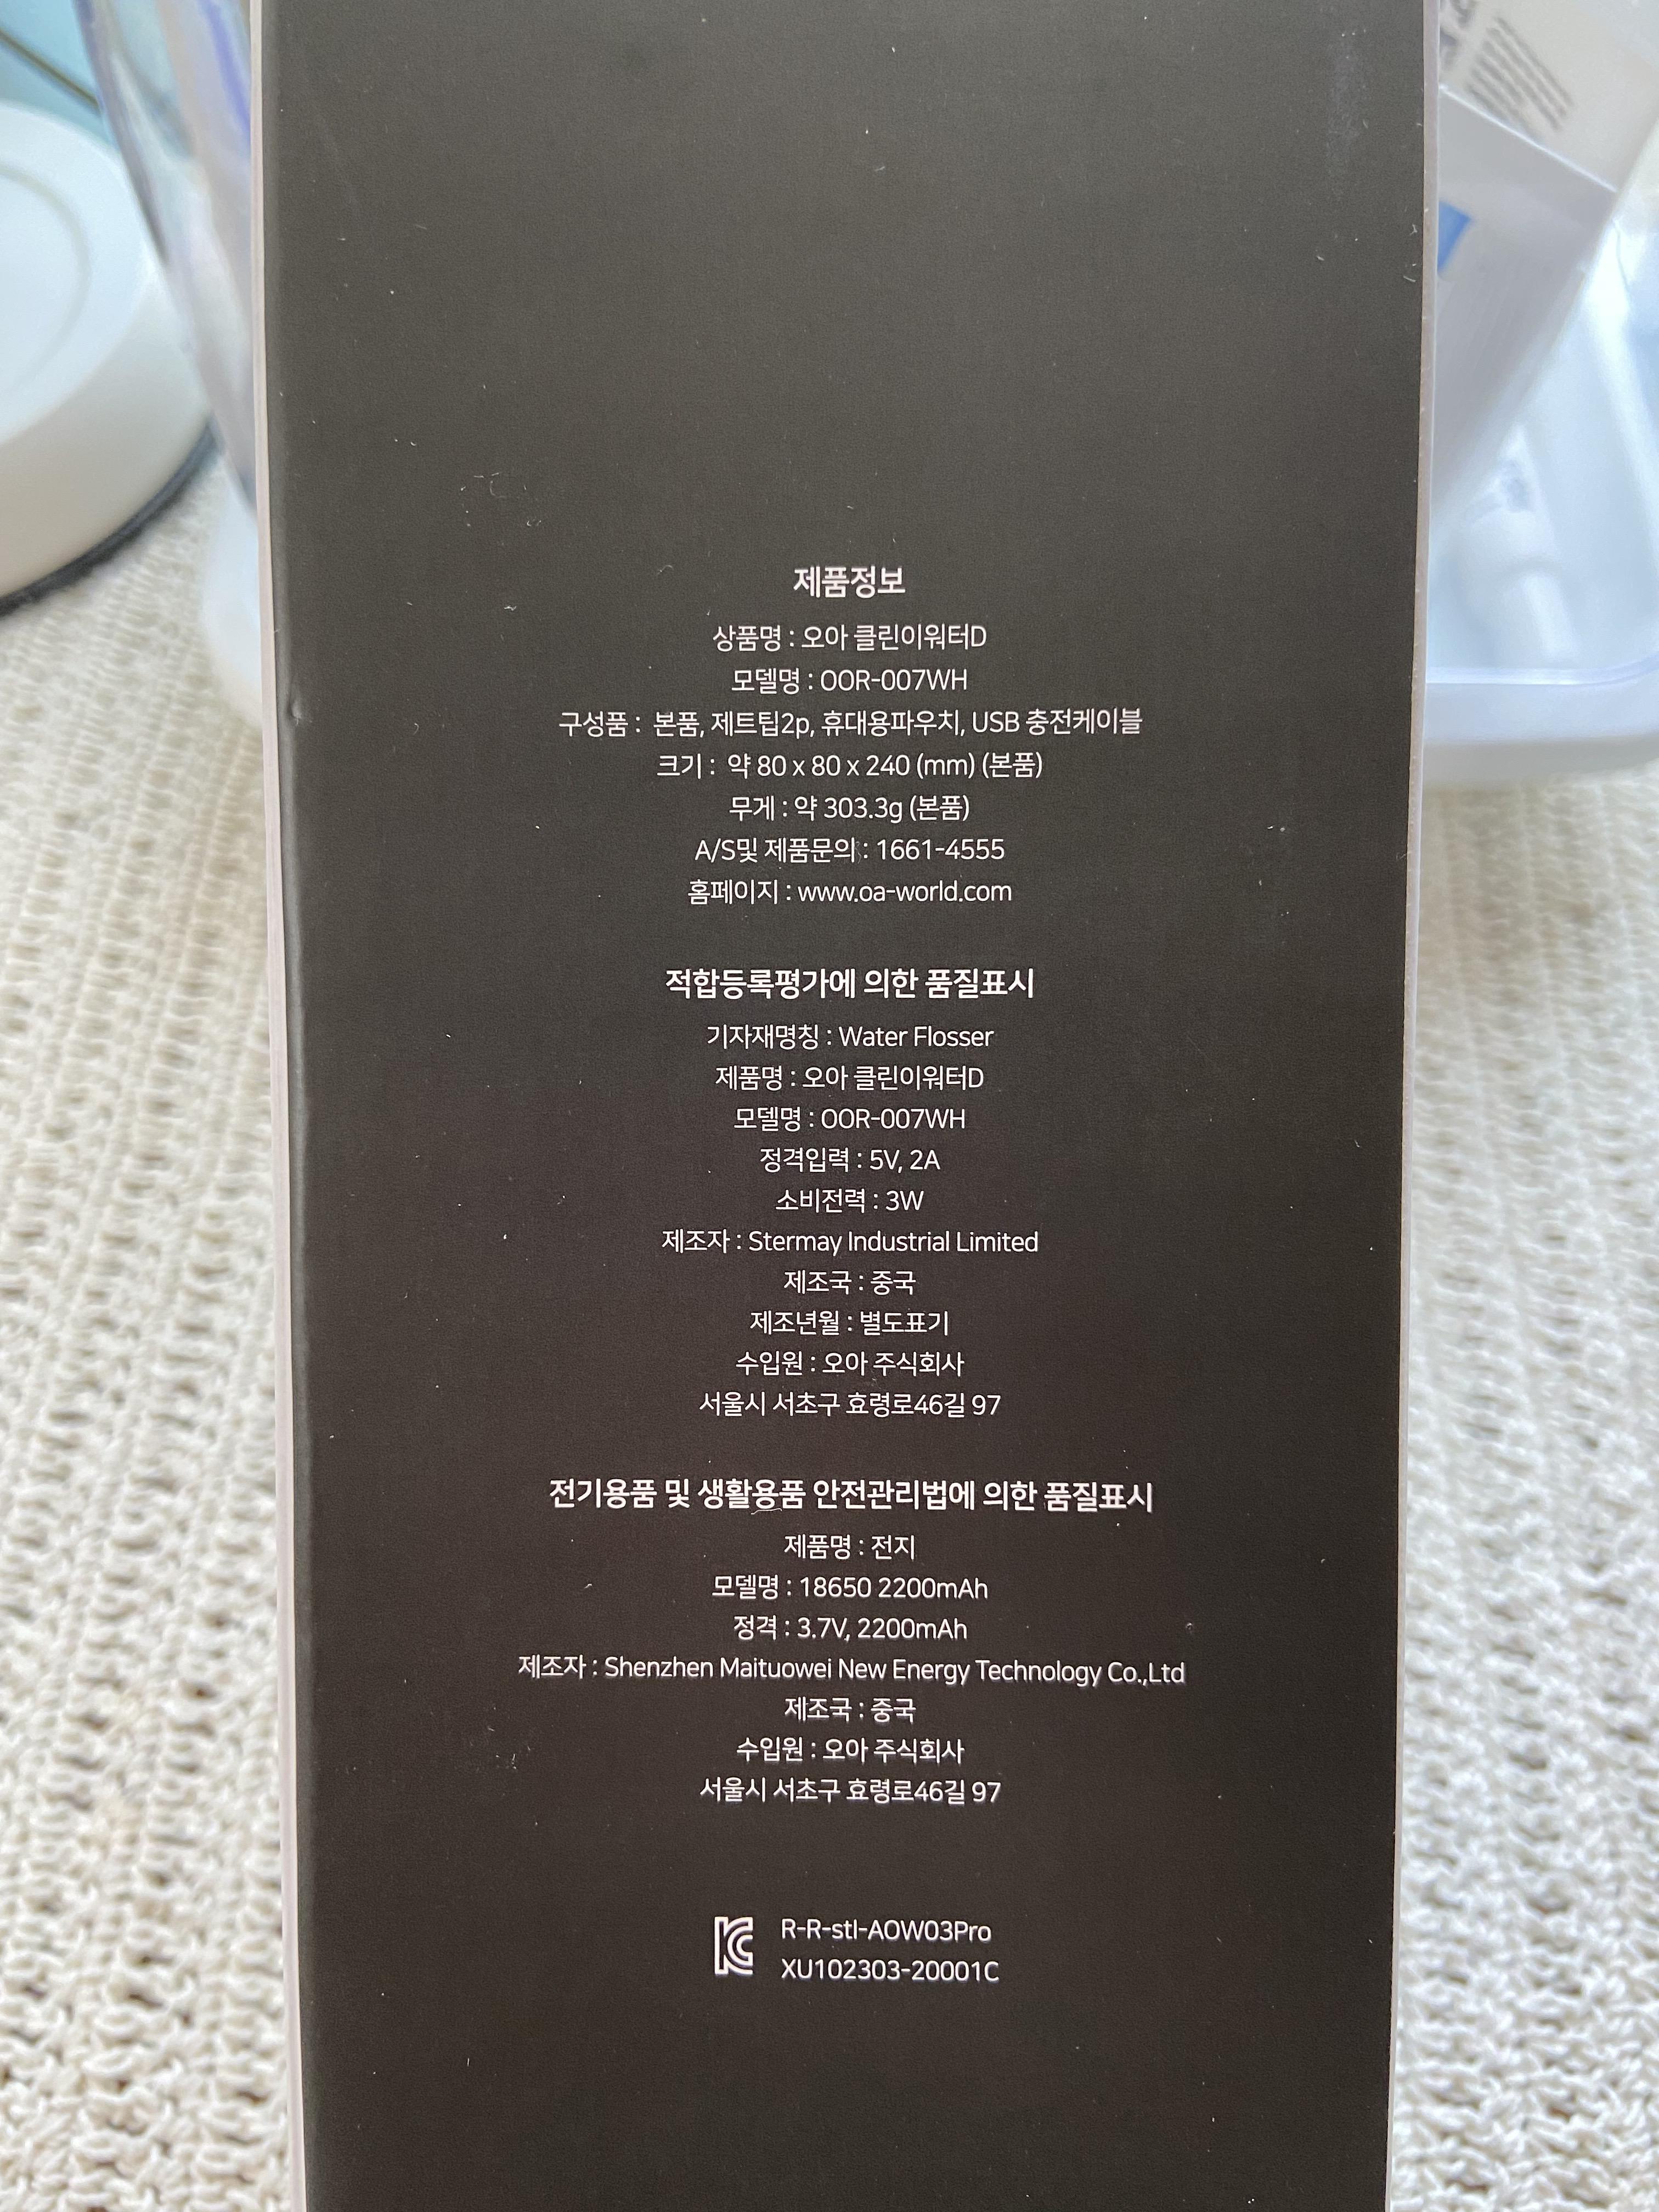 제품정보
상품명 : 오아 클린이워터D
모델명 : OOR-007WH
구성품 : 본품, 제트팁2p, 휴대용파우치, USB 충전케이블
크기 : 약 80 x 80 x 240 (mm) (본품)
무게 : 약 303.3g (본품)
A/S및 제품문의 : 1661-4555
홈페이지 : www.oa-world.com
적합등록평가에 의한 품질표시
기자재명칭 : Water Flosser
제품명 : 오아 클린이워터D
모델명 : OOR-007WH
정격입력 : 5V, 2A
소비전력 : 3W
제조자 : Stermay Industrial Limited
제조국 : 중국
제조년월 : 별도표기
수입원 : 오아 주식회사
서울시 서초구 효령로46길 97
전기용품 및 생활용품 안전관리법에 의한 품질표시
제품명 : 전지
모델명 : 18650 2200mAh
정격 : 3.7V, 2200mAh
제조자 : Shenzhen Maituowei New Energy Technology Co.,Ltd
제조국 : 중국
수입원 : 오아 주식회사
서울시 서초구 효령로46길 97
R-R-stI-AOW03Pro
XU102303-20001C